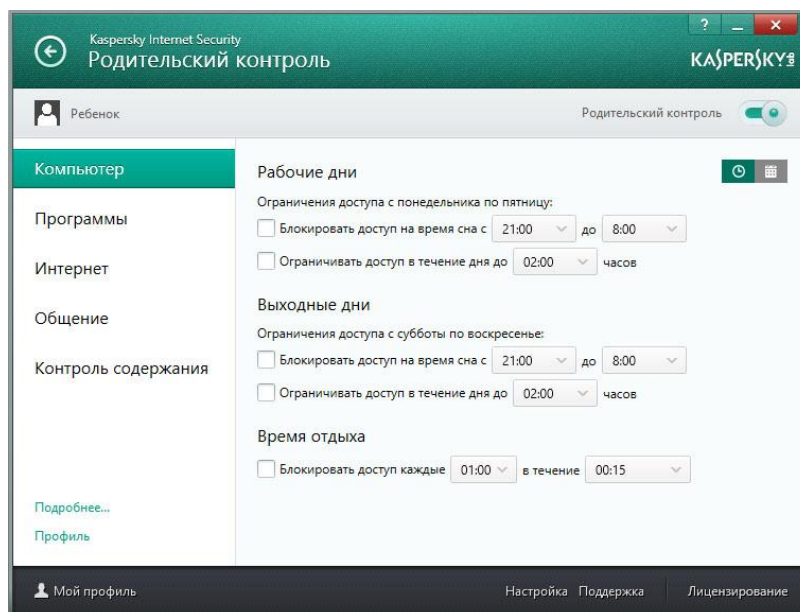 Kaspersky Internet Security
Родительский контроль
? _ x
KASPERSKY lab
Ребенок
Родительский контроль
Компьютер
Программы
Интернет
Общение
Контроль содержания
Подробнее...
Профиль
Рабочие дни
Ограничения доступа с понедельника по пятницу:
Блокировать доступ на время сна с 21:00 до 8:00
Ограничивать доступ в течение дня до 02:00 часов
Выходные дни
Ограничения доступа с субботы по воскресенье:
Блокировать доступ на время сна с 21:00 до 8:00
Ограничивать доступ в течение дня до 02:00 часов
Время отдыха
Блокировать доступ каждые 01:00 в течение 00:15
Мой профиль
Настройка Поддержка Лицензирование